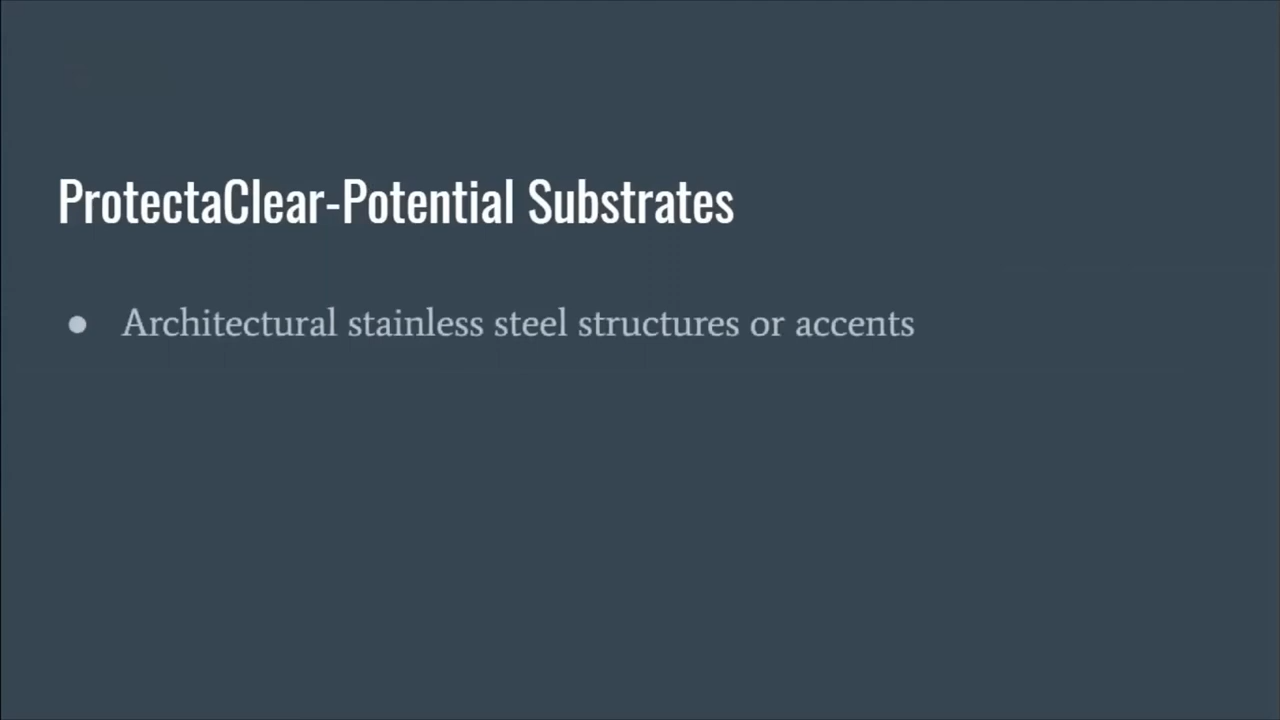 ProtectaClear-Potential Substrates
● Architectural stainless steel structures or accents